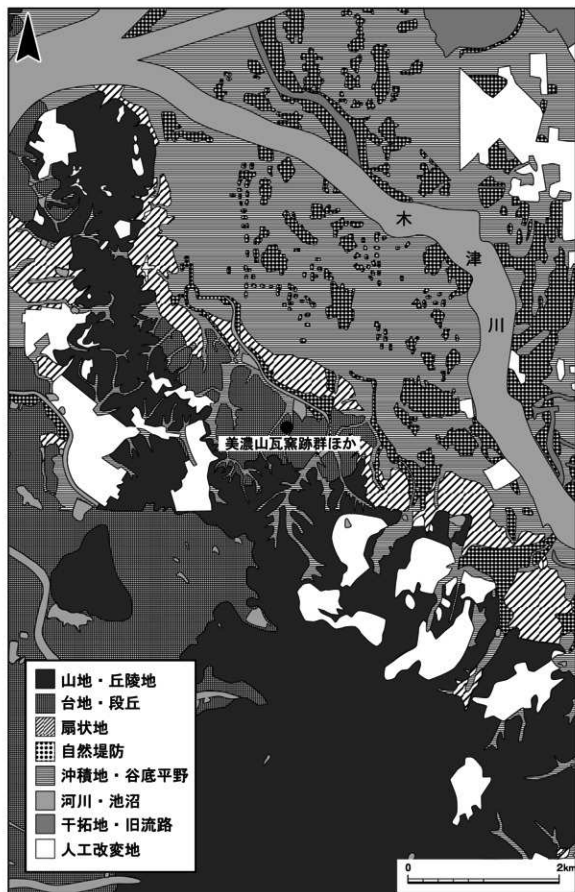 木
津
川
美濃山瓦窯跡群ほか
山地・丘陵地
台地・段丘
扇状地
自然堤防
沖積地・谷底平野
河川・池沼
干拓地・旧流路
人工改変地
0 2km